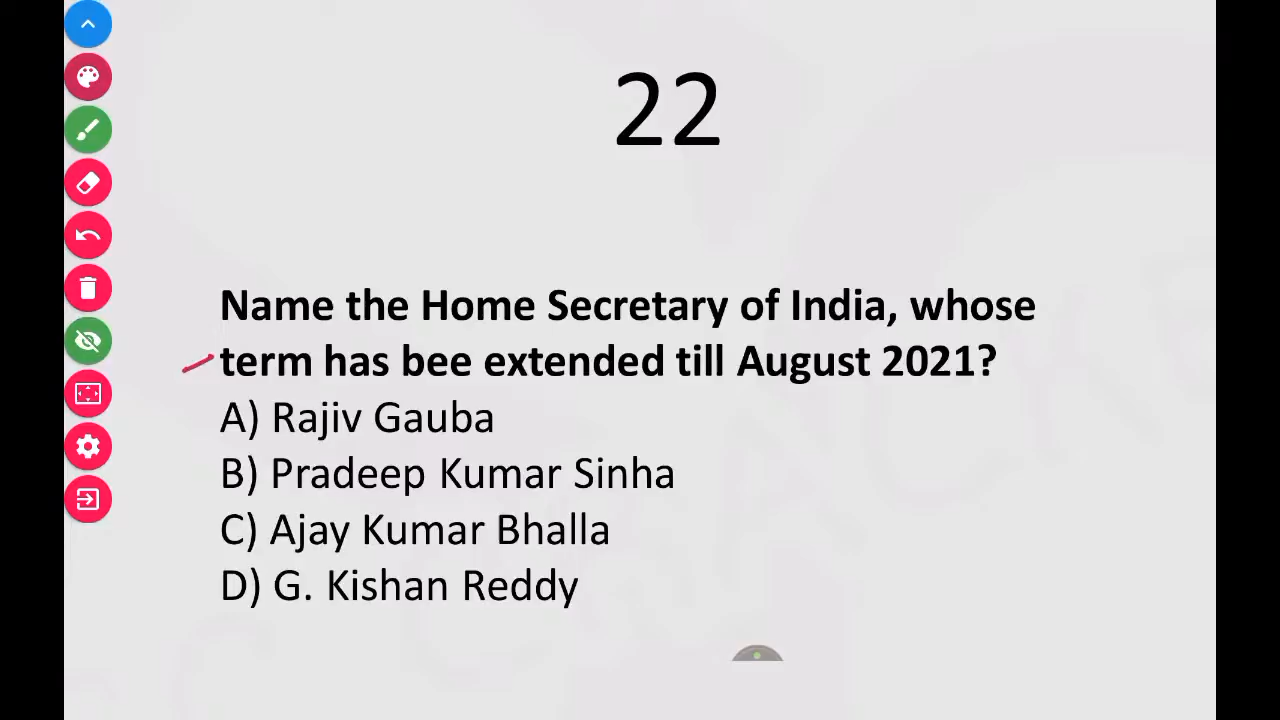 22
Name the Home Secretary of India, whose
term has bee extended till August 2021?
A) Rajiv Gauba
B) Pradeep Kumar Sinha
C) Ajay Kumar Bhalla
D) G. Kishan Reddy